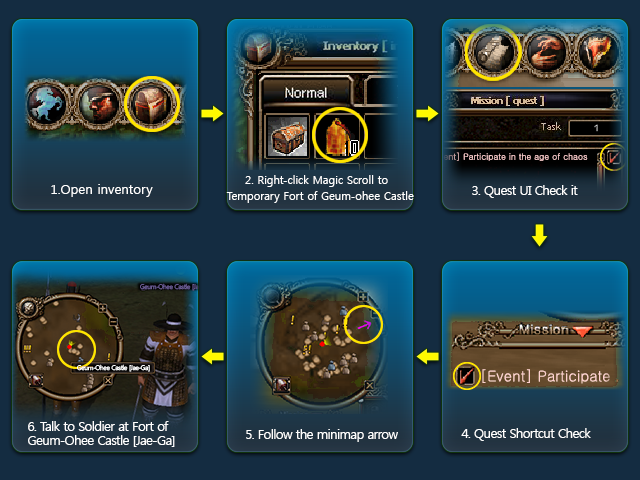 Inventory [ i
Normal
1.Open inventory
2. Right-click Magic Scroll to
Temporary Fort of Geum-ohee Castle
Mission [ quest ]
Task 1
ent] Participate in the age of chaos
3. Quest UI Check it
Mission
[Event] Participate
4. Quest Shortcut Check
5. Follow the minimap arrow
Geum-Ohee Castle [Ja
Geum-Ohee Castle [Jae-Ga]
6. Talk to Soldier at Fort of
Geum-Ohee Castle [Jae-Ga]